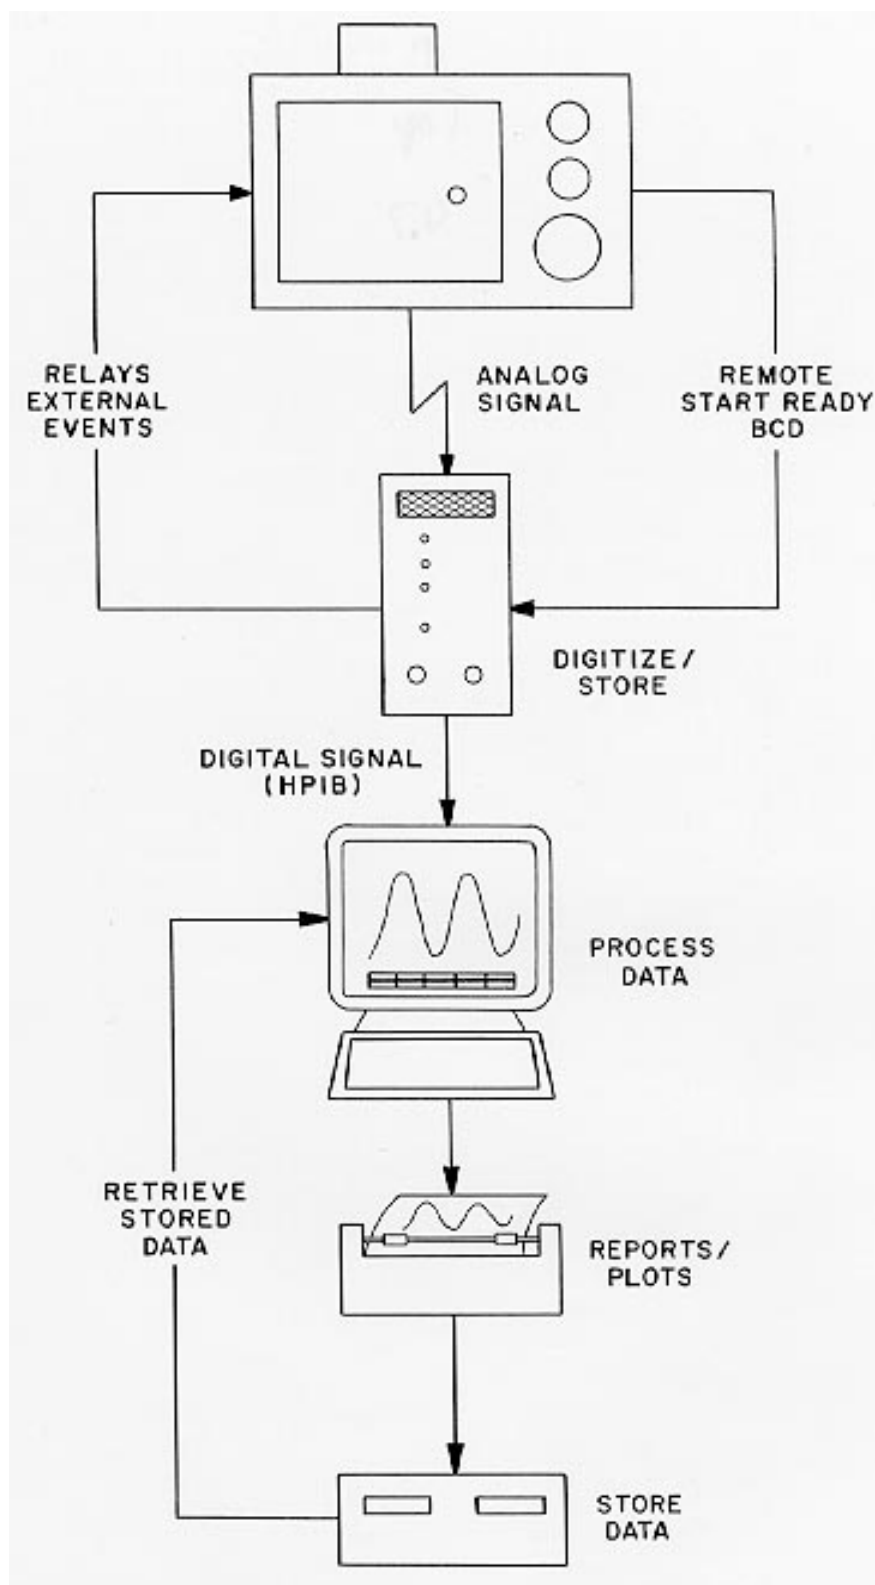 RELAYS
EXTERNAL
EVENTS
ANALOG
SIGNAL
REMOTE
START READY
BCD
DIGITIZE/
STORE
DIGITAL SIGNAL
(HPIB)
PROCESS
DATA
RETRIEVE
STORED
DATA
REPORTS/
PLOTS
STORE
DATA